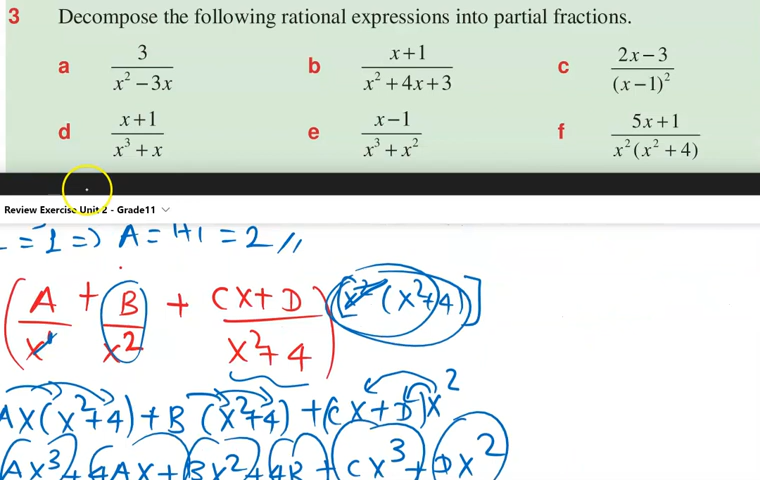 3 Decompose the following rational expressions into partial fractions.
a 3/(x² − 3x) b (x+1)/(x² + 4x + 3) c (2x − 3)/(x − 1)²
d (x+1)/(x³ + x) e (x − 1)/(x³ + x²) f (5x + 1)/(x²(x² + 4))
Review Exercise Unit 2 - Grade11
= 1 => A = 1+1 = 2 //
(A/x + B/x² + (Cx+D)/(x²+4)) (x² (x²+4))]
Ax(x²+4) + B (x²+4) + (Cx+D)x²
Ax³ + 4Ax + Bx² + 4B + Cx³ + Dx²